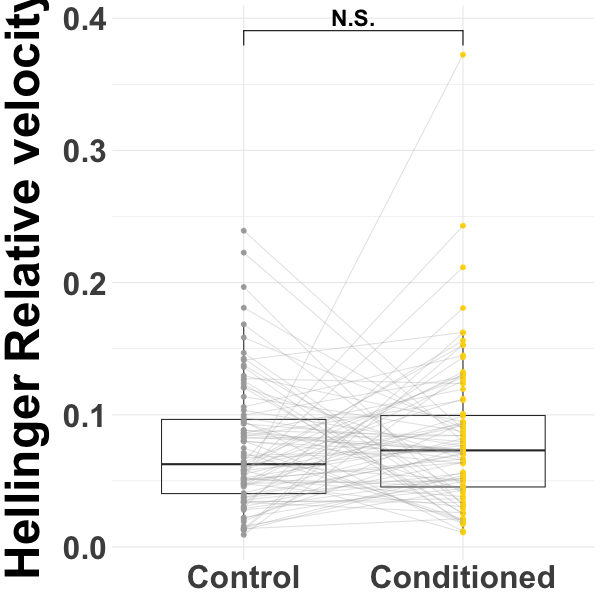 Hellinger Relative velocity
N.S.
0.4
0.3
0.2
0.1
0.0
Control
Conditioned